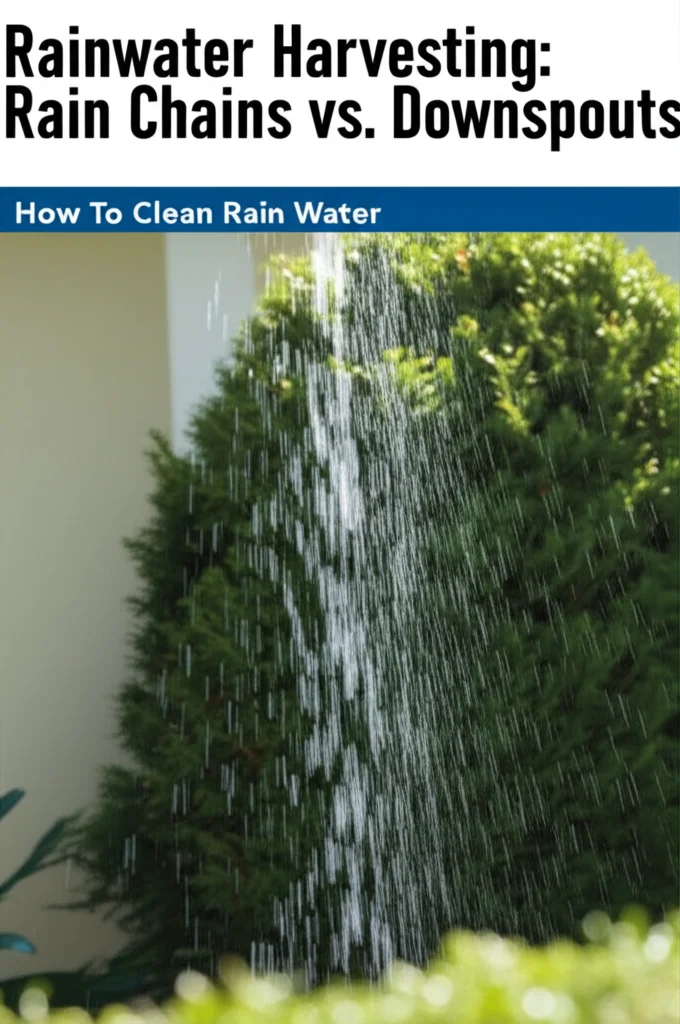 Rainwater Harvesting:
Rain Chains vs. Downspouts
How To Clean Rain Water